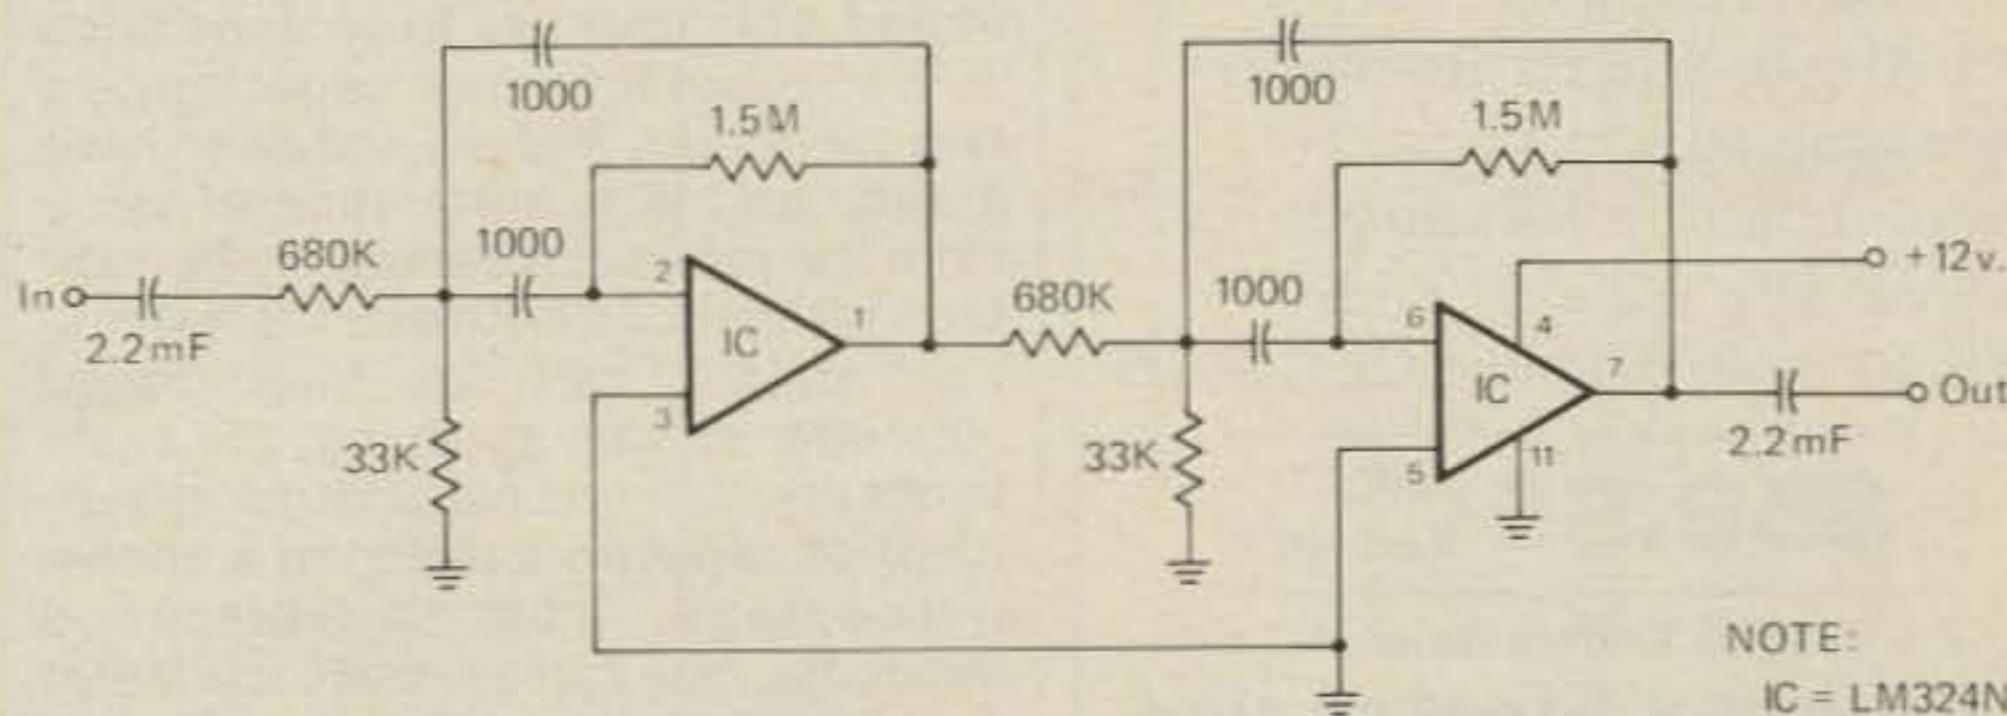 1000
1000
1.5M
1.5M
680K
1000
680K
1000
In
2.2mF
2
3
IC
1
33K
6
5
IC
4
11
7
+12v.
Out
2.2mF
33K
NOTE:
IC = LM324N